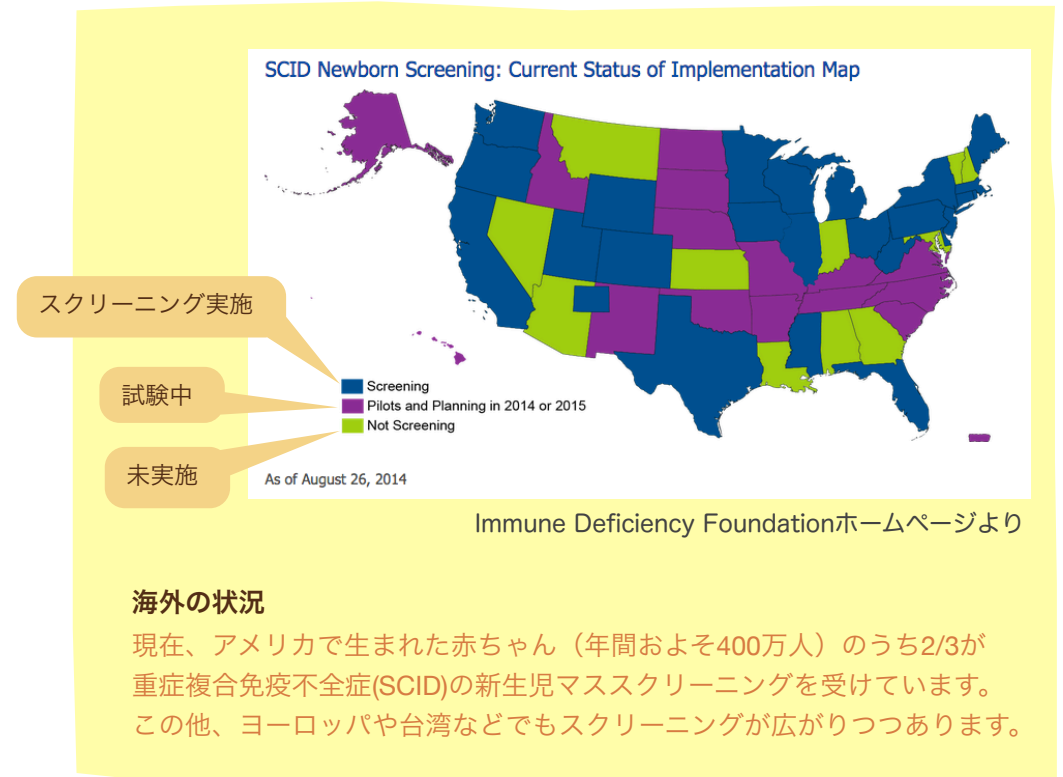 SCID Newborn Screening: Current Status of Implementation Map
スクリーニング実施
試験中
未実施
Screening
Pilots and Planning in 2014 or 2015
Not Screening
As of August 26, 2014
Immune Deficiency Foundationホームページより
海外の状況
現在、アメリカで生まれた赤ちゃん（年間およそ400万人）のうち2/3が
重症複合免疫不全症(SCID)の新生児マススクリーニングを受けています。
この他、ヨーロッパや台湾などでもスクリーニングが広がりつつあります。